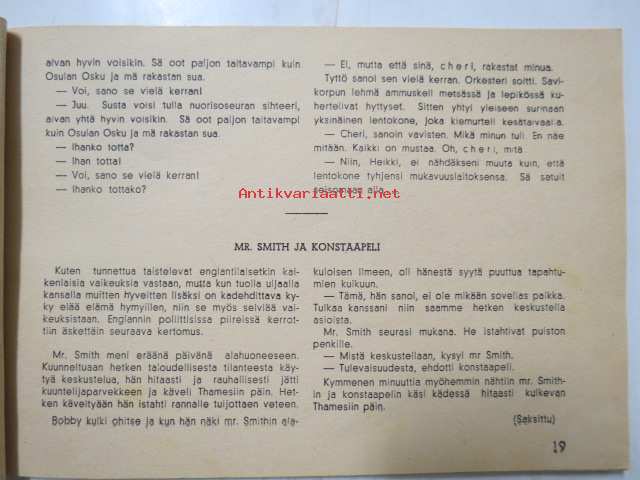 aivan hyvin voisikin. Sä oot paljon taitavampi kuin
Osulan Osku ja mä rakastan sua.
— Voi, sano se vielä kerran!
— Juu. Susta voisi tulla nuorisoseuran sihteeri,
aivan yhtä hyvin voisikin. Sä oot paljon taitavampi
kuin Osulan Osku ja mä rakastan sua.
— Ihanko totta?
— Ihan totta!
— Voi, sano se vielä kerran!
— Ihanko tottako?
— Ei, mutta että sinä, cheri, rakastat minua.
Tyttö sanoi sen vielä kerran. Orkesteri soitti. Savi-
korpun lehmä ammuskeli metsässä ja lepikössä ku-
hertelivat hyttyset. Sitten yhtyi yleiseen surinaan
yksinäinen lentokone, joka kiemurteli kesätaivaalla.
— Cheri, sanoin vavisten. Mikä minun tuli. En näe
mitään. Kaikki on mustaa. Oh, cheri, mitä
— Niin, Heikki, ei nähdäkseni muuta kuin, että
lentokone tyhjensi mukavuuslaitoksensa. Sä satuit
seisomaan alla.
Antikvariaatti.net
MR. SMITH JA KONSTAAPELI
Kuten tunnettua taistelevat englantilaisetkin kai-
kenlaisia vaikeuksia vastaan, mutta kun tuolla uljaalla
kansalla muitten hyveitten lisäksi on kadehdittava ky-
ky elää elämä hymyillen, niin se myös selviää vai-
keuksistaan. Englannin poliittisissa piireissä kerrot-
tiin äskettäin seuraava kertomus.
Mr. Smith meni eräänä päivänä alahuoneeseen.
Kuunneltuaan hetken taloudellisesta tilanteesta käy-
tyä keskustelua, hän hitaasti ja rauhallisesti jätti
kuuntelijaparvekkeen ja käveli Thamesiin päin. Het-
ken käveltyään hän istahti rannalle tuijottaen veteen.
Bobby kulki ohitse ja kun hän näki mr. Smithin ala-
kuloisen ilmeen, oli hänestä syytä puuttua tapahtu-
mien kulkuun.
— Tämä, hän sanoi, ei ole mikään sovelias paikka.
Tulkaa kanssani niin saamme hetken keskustella
asioista.
Mr. Smith seurasi mukana. He istahtivat puiston
penkille.
— Mistä keskustellaan, kysyi mr Smith.
— Tulevaisuudesta, ehdotti konstaapeli.
Kymmenen minuuttia myöhemmin nähtiin mr. Smith-
in ja konstaapelin käsi kädessä hitaasti kulkevan
Thamesiin päin.
(Saksittu)
19